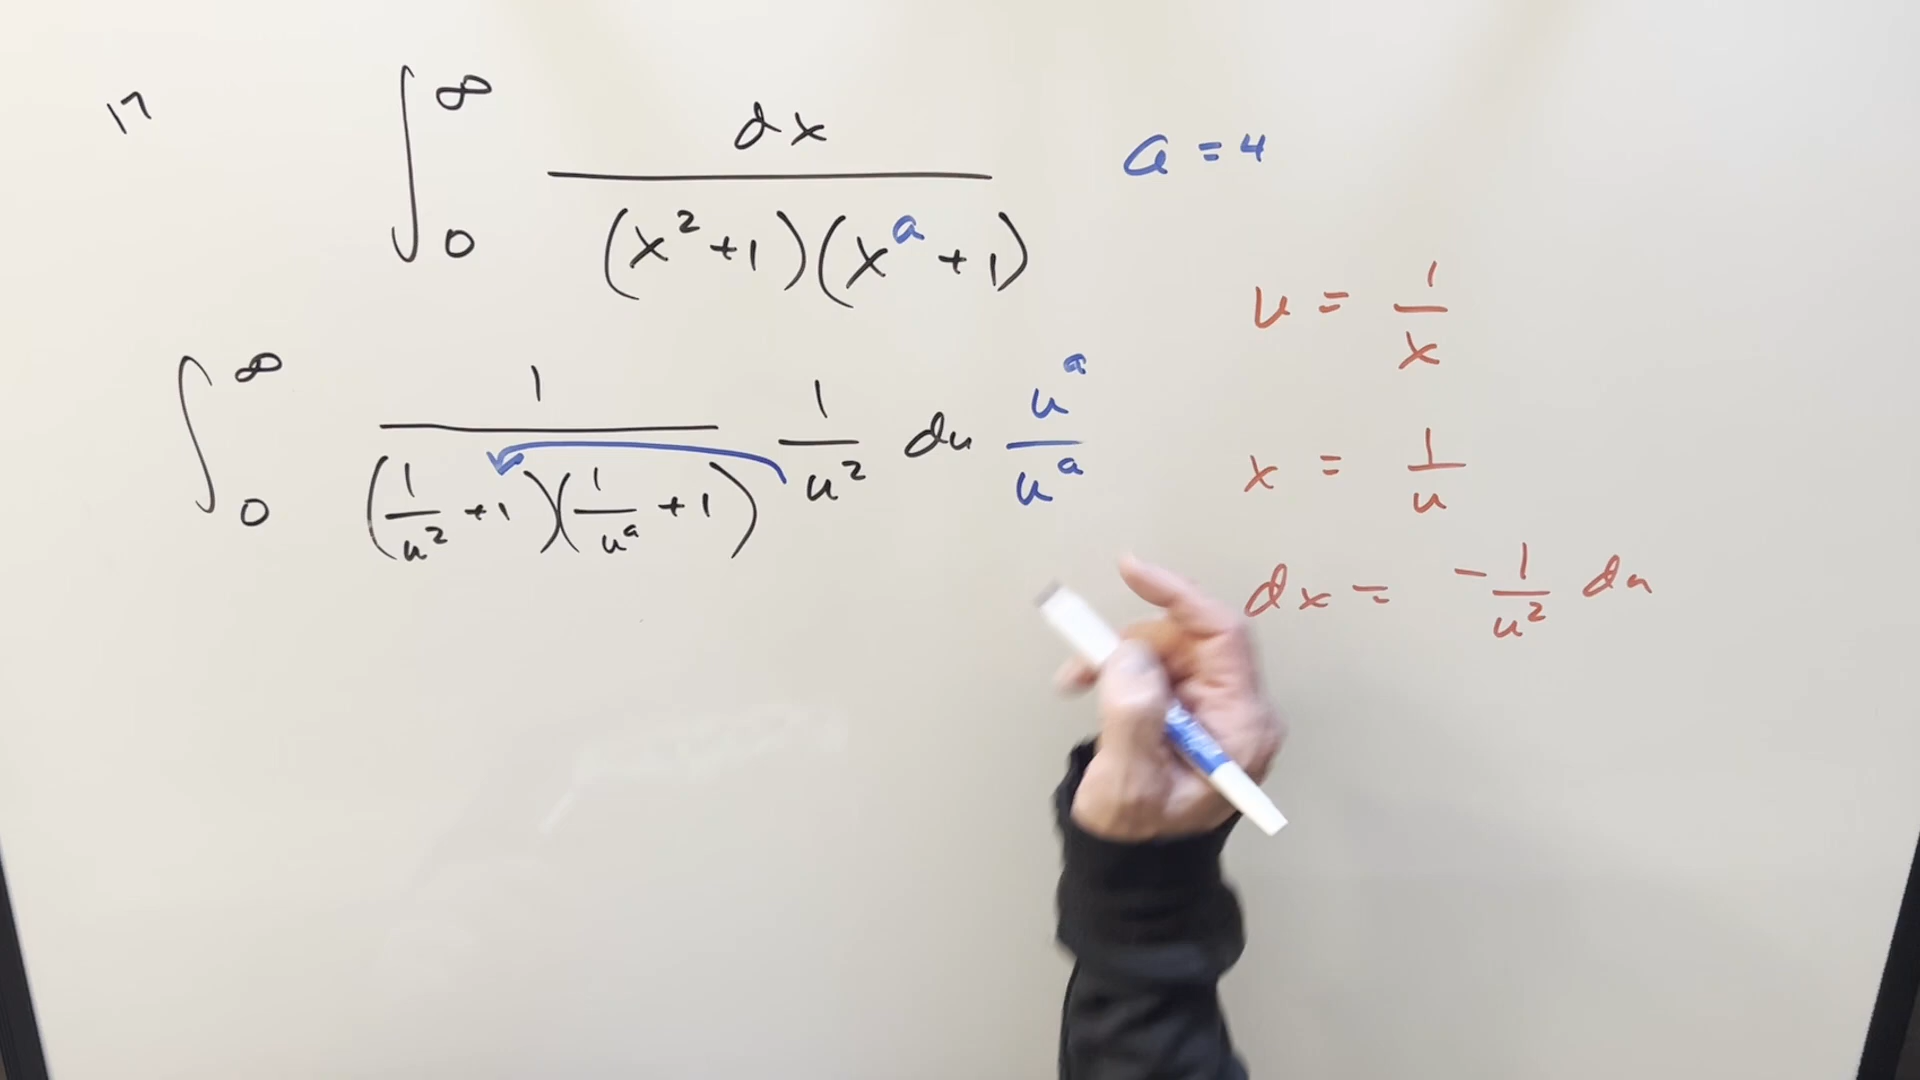 17
∫₀^∞ dx / ((x² + 1)(x^a + 1))
a = 4
u = 1/x
∫₀^∞ 1 / ((1/u² + 1)(1/u^a + 1)) 1/u² du u^a/u^a
x = 1/u
dx = - 1/u² du